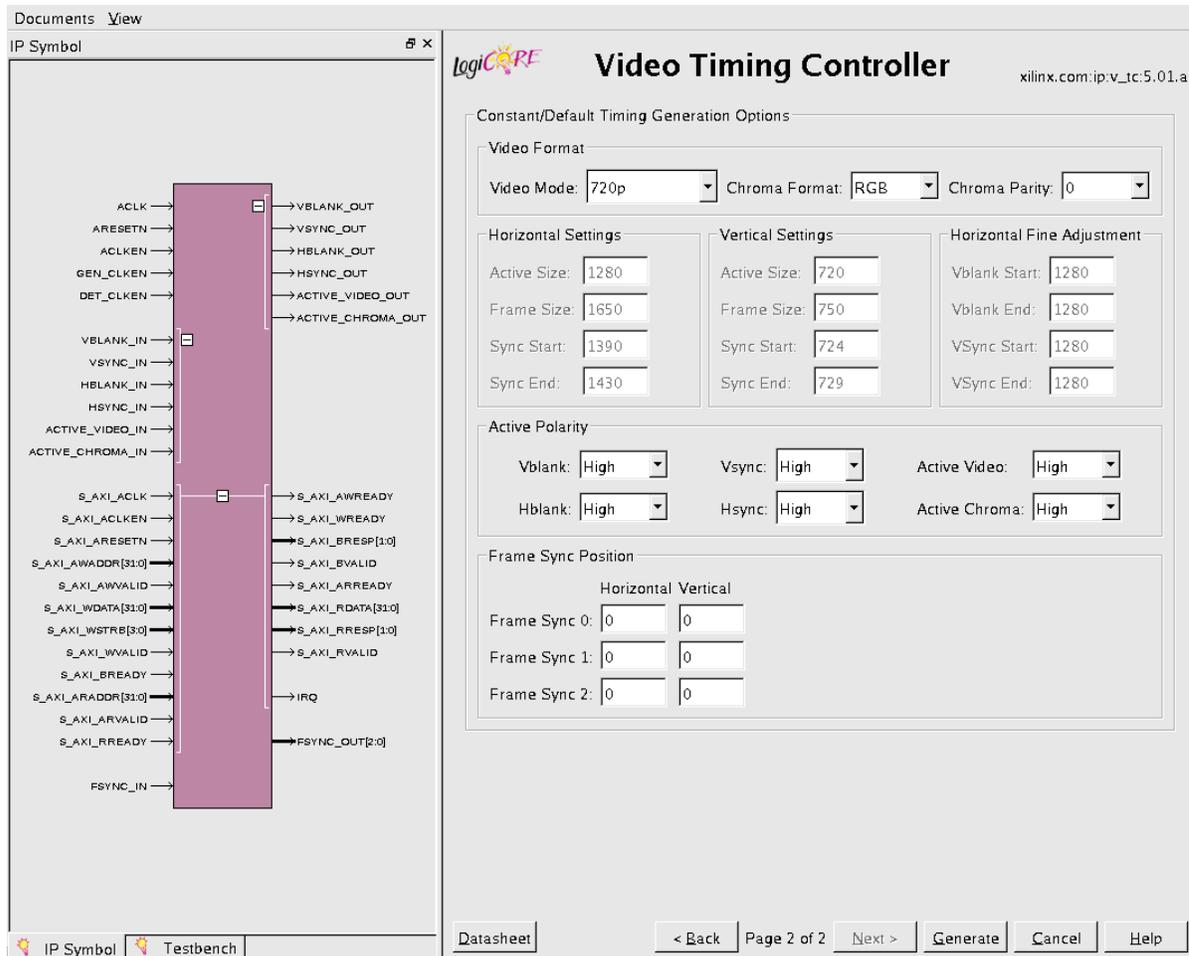 Documents View
IP Symbol
ACLK
ARESETN
ACLKEN
GEN_CLKEN
DET_CLKEN
VBLANK_IN
VSYNC_IN
HBLANK_IN
HSYNC_IN
ACTIVE_VIDEO_IN
ACTIVE_CHROMA_IN
S_AXI_ACLK
S_AXI_ACLKEN
S_AXI_ARESETN
S_AXI_AWADDR[31:0]
S_AXI_AWVALID
S_AXI_WDATA[31:0]
S_AXI_WSTRB[3:0]
S_AXI_WVALID
S_AXI_BREADY
S_AXI_ARADDR[31:0]
S_AXI_ARVALID
S_AXI_RREADY
FSYNC_IN
VBLANK_OUT
VSYNC_OUT
HBLANK_OUT
HSYNC_OUT
ACTIVE_VIDEO_OUT
ACTIVE_CHROMA_OUT
S_AXI_AWREADY
S_AXI_WREADY
S_AXI_BRESP[1:0]
S_AXI_BVALID
S_AXI_ARREADY
S_AXI_RDATA[31:0]
S_AXI_RRESP[1:0]
S_AXI_RVALID
IRQ
FSYNC_OUT[2:0]
IP Symbol Testbench
LogiCORE Video Timing Controller xilinx.com:ip:v_tc:5.01.a
Constant/Default Timing Generation Options
Video Format
Video Mode: 720p Chroma Format: RGB Chroma Parity: 0
Horizontal Settings
Active Size: 1280
Frame Size: 1650
Sync Start: 1390
Sync End: 1430
Vertical Settings
Active Size: 720
Frame Size: 750
Sync Start: 724
Sync End: 729
Horizontal Fine Adjustment
Vblank Start: 1280
Vblank End: 1280
VSync Start: 1280
VSync End: 1280
Active Polarity
Vblank: High Vsync: High Active Video: High
Hblank: High Hsync: High Active Chroma: High
Frame Sync Position
Horizontal Vertical
Frame Sync 0: 0 0
Frame Sync 1: 0 0
Frame Sync 2: 0 0
Datasheet < Back Page 2 of 2 Next > Generate Cancel Help